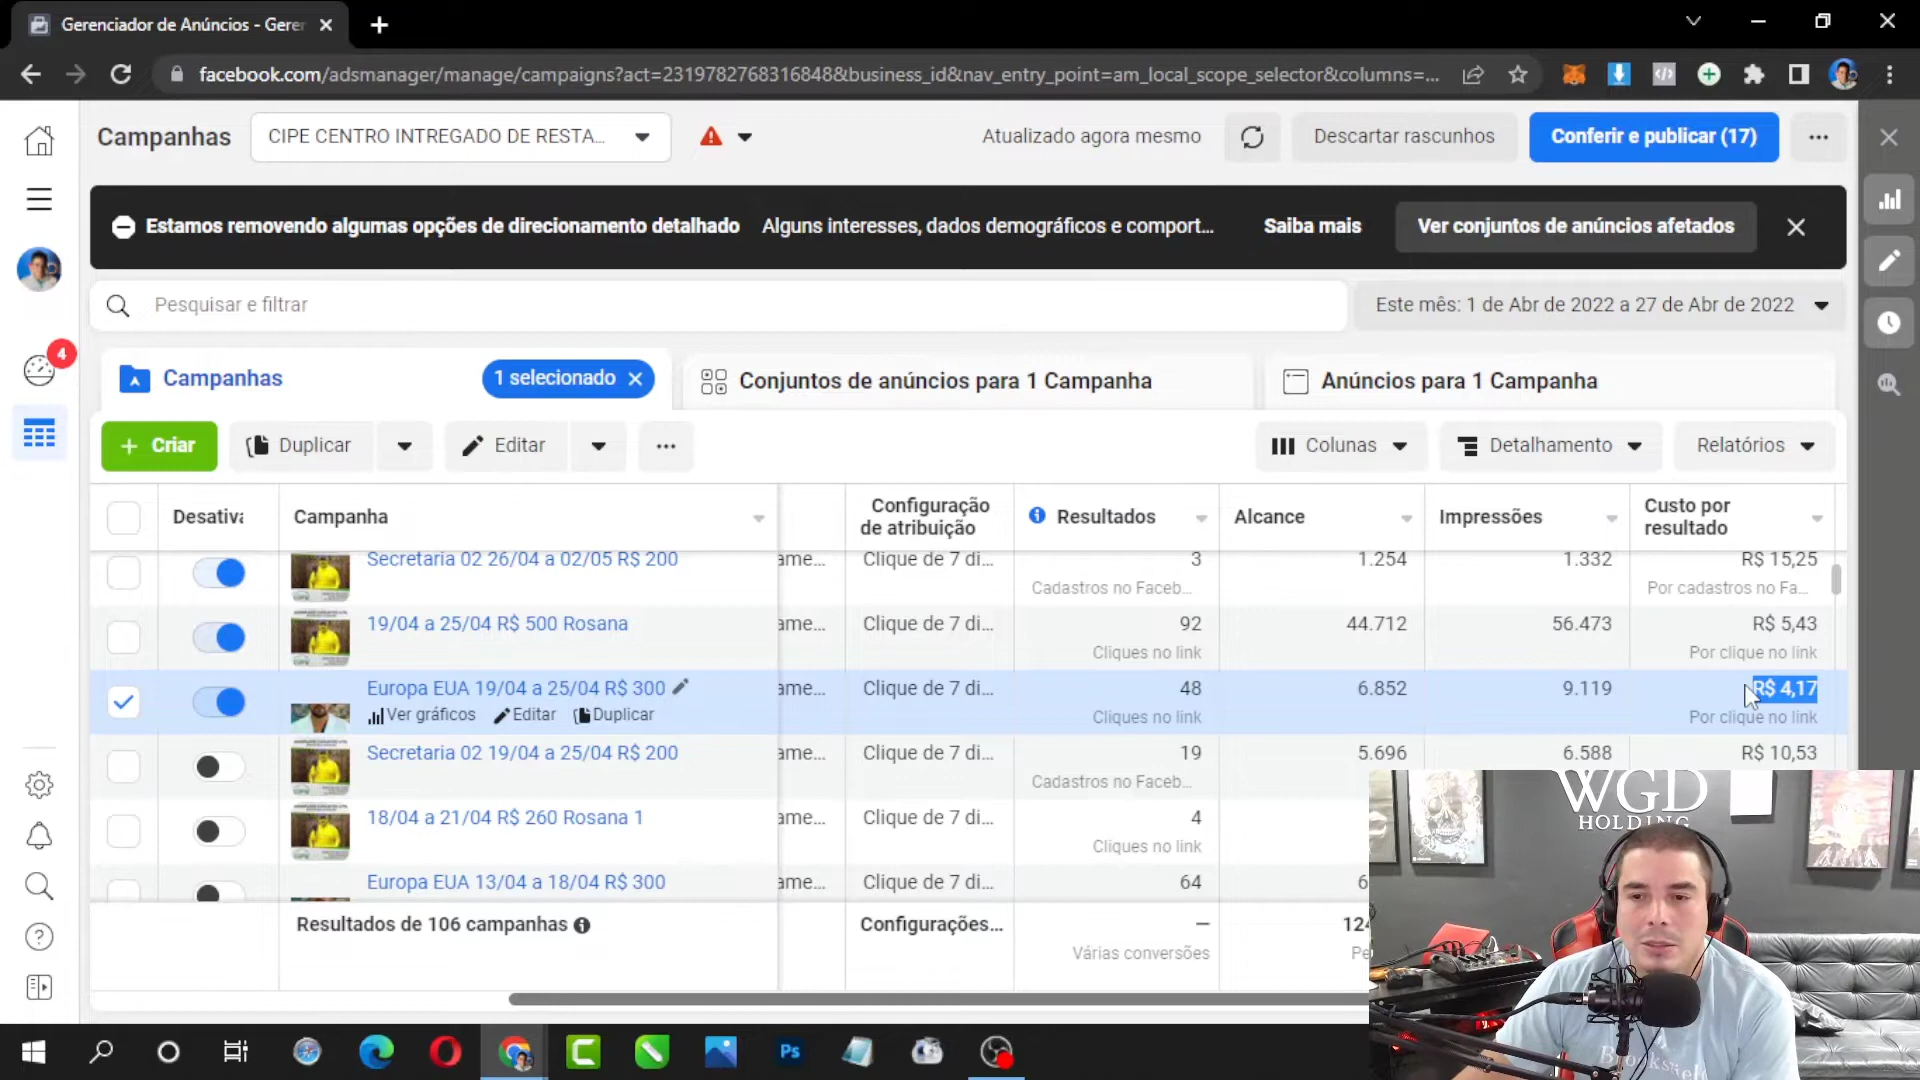 Gerenciador de Anúncios - Geren
facebook.com/adsmanager/manage/campaigns?act=2319782768316848&business_id&nav_entry_point=am_local_scope_selector&columns=...
Campanhas
CIPE CENTRO INTREGADO DE RESTA...
Atualizado agora mesmo
Descartar rascunhos
Conferir e publicar (17)
Estamos removendo algumas opções de direcionamento detalhado
Alguns interesses, dados demográficos e comport...
Saiba mais
Ver conjuntos de anúncios afetados
Pesquisar e filtrar
Este mês: 1 de Abr de 2022 a 27 de Abr de 2022
4
Campanhas
1 selecionado
Conjuntos de anúncios para 1 Campanha
Anúncios para 1 Campanha
+ Criar
Duplicar
Editar
Colunas
Detalhamento
Relatórios
Desativa
Campanha
Configuração de atribuição
Resultados
Alcance
Impressões
Custo por resultado
Secretaria 02 26/04 a 02/05 R$ 200
ame...
Clique de 7 di...
3
1.254
1.332
R$ 15,25
Cadastros no Faceb...
Por cadastros no Fa...
19/04 a 25/04 R$ 500 Rosana
ame...
Clique de 7 di...
92
44.712
56.473
R$ 5,43
Cliques no link
Por clique no link
Europa EUA 19/04 a 25/04 R$ 300
ame...
Clique de 7 di...
48
6.852
9.119
R$ 4,17
Ver gráficos
Editar
Duplicar
Cliques no link
Por clique no link
Secretaria 02 19/04 a 25/04 R$ 200
ame...
Clique de 7 di...
19
5.696
6.588
R$ 10,53
Cadastros no Faceb...
18/04 a 21/04 R$ 260 Rosana 1
ame...
Clique de 7 di...
4
Cliques no link
Europa EUA 13/04 a 18/04 R$ 300
ame...
Clique de 7 di...
64
6
Resultados de 106 campanhas
Configurações...
—
124
Várias conversões
Pe
WGD
HOLDING
Ps